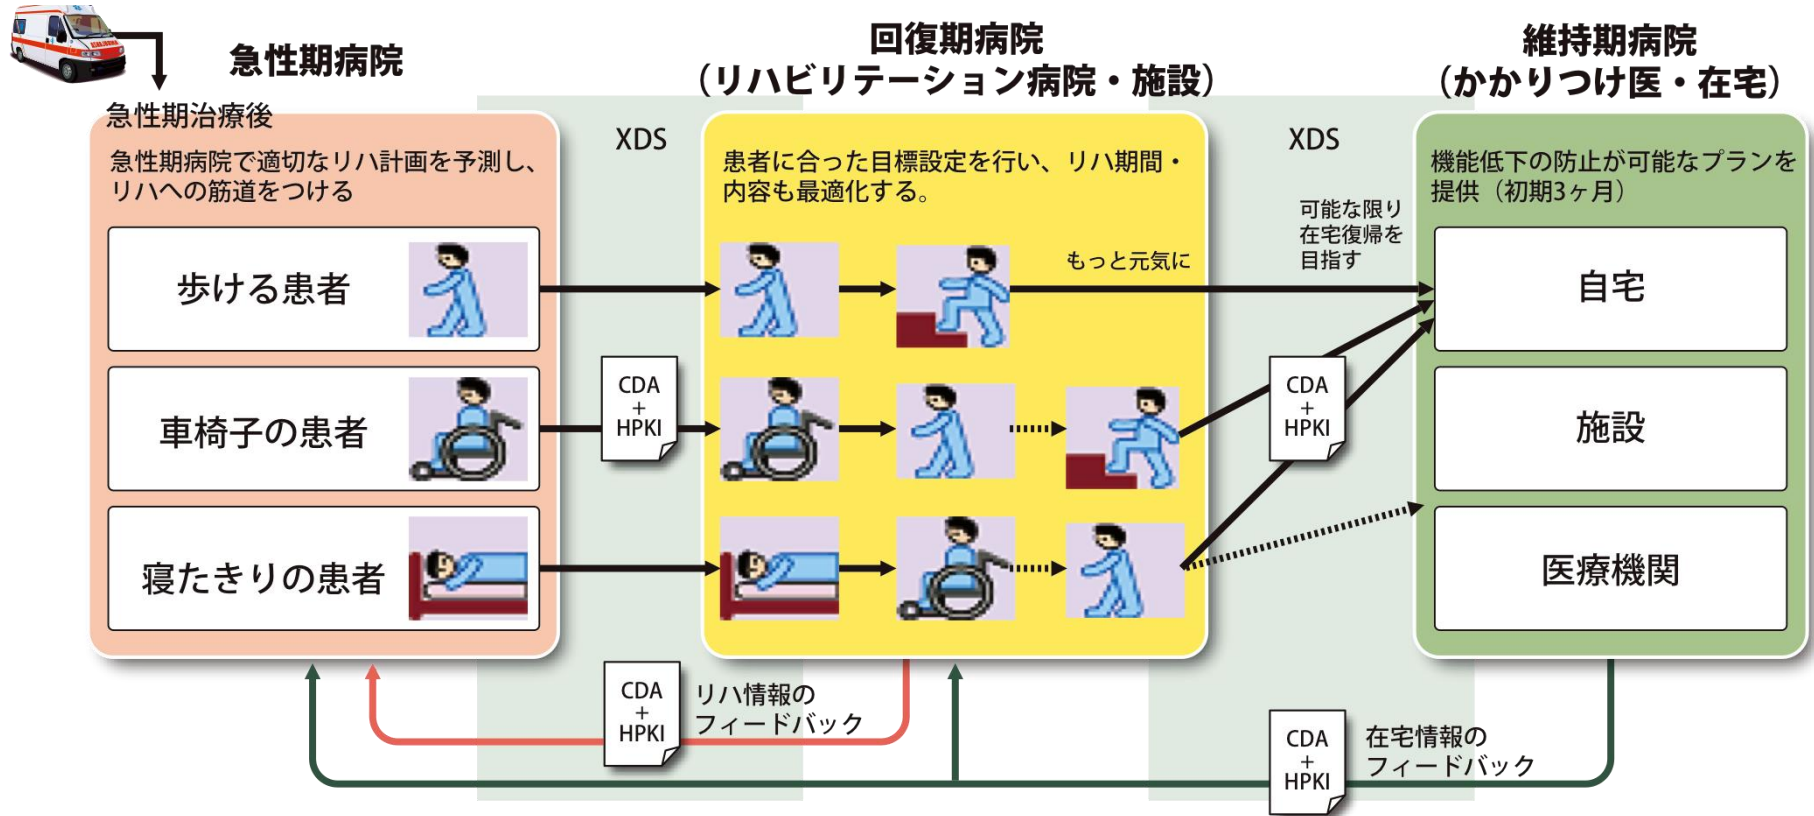 急性期病院
回復期病院
（リハビリテーション病院・施設）
維持期病院
（かかりつけ医・在宅）
急性期治療後
急性期病院で適切なリハ計画を予測し、
リハへの筋道をつける
歩ける患者
車椅子の患者
寝たきりの患者
XDS
CDA
+
HPKI
患者に合った目標設定を行い、リハ期間・
内容も最適化する。
もっと元気に
XDS
可能な限り
在宅復帰を
目指す
CDA
+
HPKI
機能低下の防止が可能なプランを
提供（初期3ヶ月）
自宅
施設
医療機関
CDA
+
HPKI
リハ情報の
フィードバック
CDA
+
HPKI
在宅情報の
フィードバック